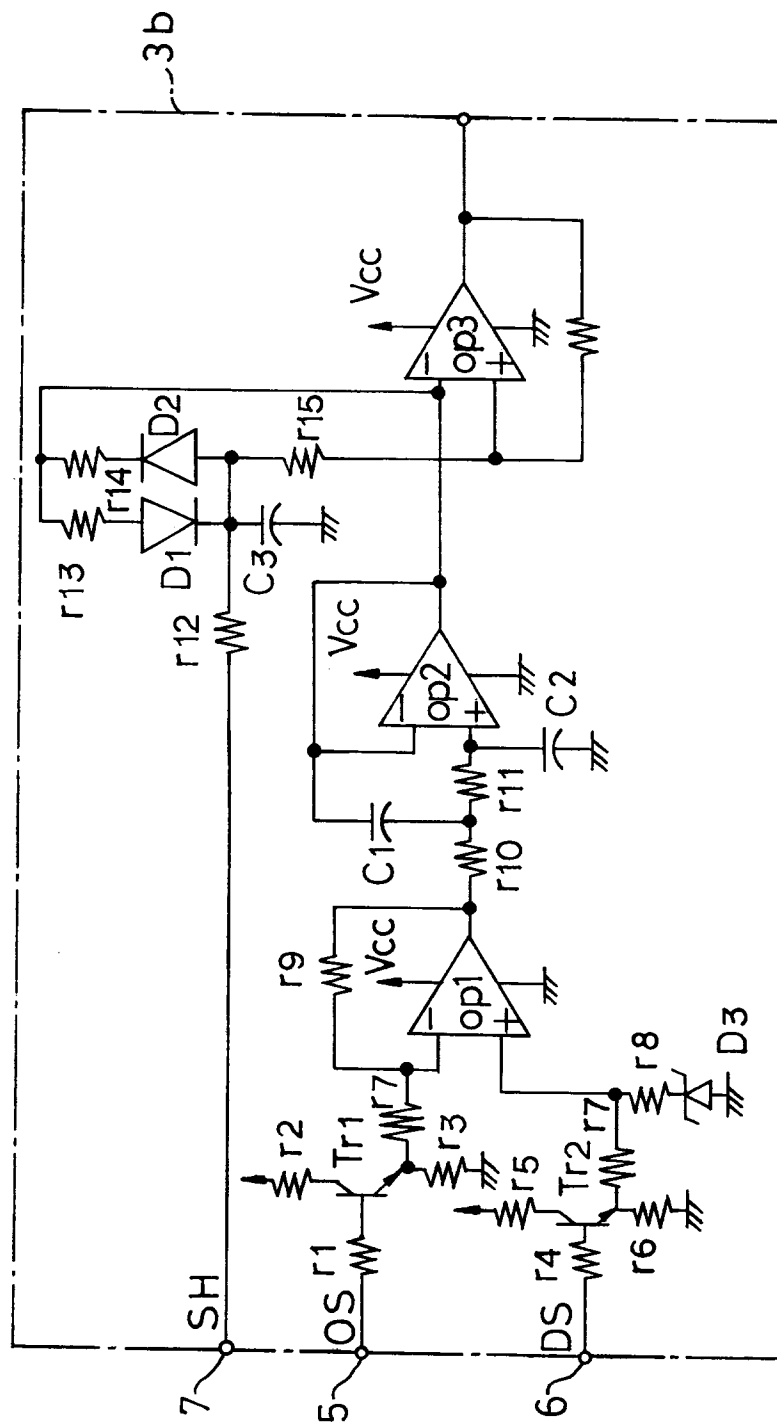 3b
7
SH
r12
r13
D1
r14
D2
C3
r15
5
OS
r1
r2
Tr1
r3
r7
r9
Vcc
op1
−
+
r10
C1
r11
Vcc
op2
−
+
C2
Vcc
op3
−
+
6
DS
r4
r5
Tr2
r6
r7
r8
D3